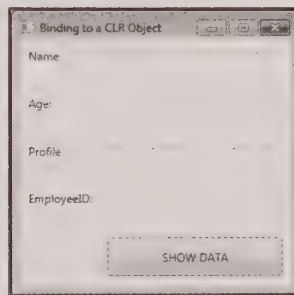 Binding to a CLR Object
Name
Age:
Profile
EmployeeID:
SHOW DATA